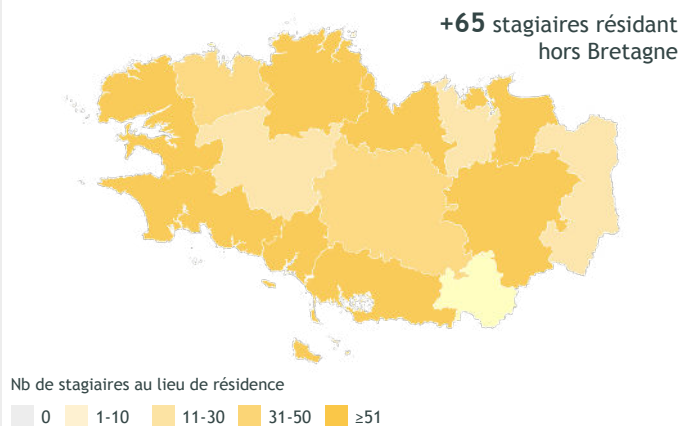 +65 stagiaires résidant
hors Bretagne
Nb de stagiaires au lieu de résidence
0 1-10 11-30 31-50 ≥51